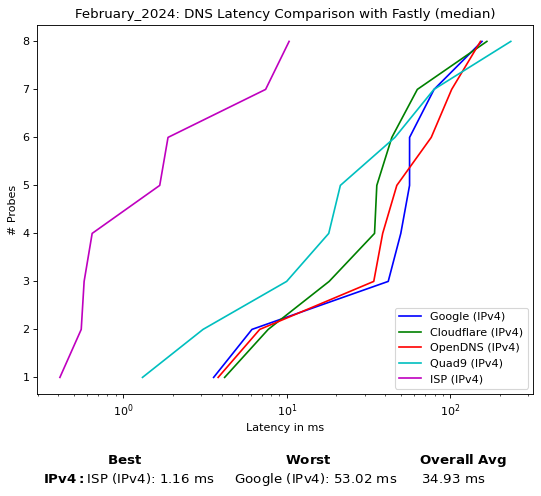 February_2024: DNS Latency Comparison with Fastly (median)
8
7
6
5
4
3
2
1
# Probes
Google (IPv4)
Cloudflare (IPv4)
OpenDNS (IPv4)
Quad9 (IPv4)
ISP (IPv4)
10⁰ 10¹ 10²
Latency in ms
Best Worst Overall Avg
IPv4: ISP (IPv4): 1.16 ms Google (IPv4): 53.02 ms 34.93 ms